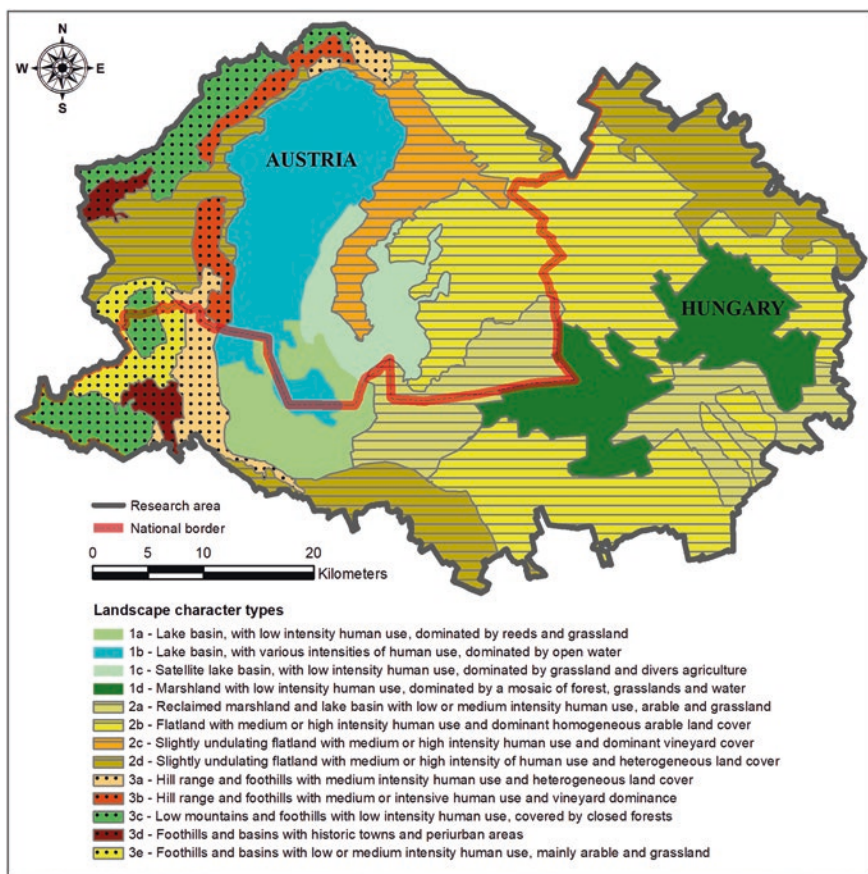 N
W E
S
AUSTRIA
HUNGARY
Research area
National border
0 5 10 20
Kilometers
Landscape character types
1a - Lake basin, with low intensity human use, dominated by reeds and grassland
1b - Lake basin, with various intensities of human use, dominated by open water
1c - Satellite lake basin, with low intensity human use, dominated by grassland and divers agriculture
1d - Marshland with low intensity human use, dominated by a mosaic of forest, grasslands and water
2a - Reclaimed marshland and lake basin with low or medium intensity human use, arable and grassland
2b - Flatland with medium or high intensity human use and dominant homogeneous arable land cover
2c - Slightly undulating flatland with medium or high intensity human use and dominant vineyard cover
2d - Slightly undulating flatland with medium or high intensity of human use and heterogeneous land cover
3a - Hill range and foothills with medium intensity human use and heterogeneous land cover
3b - Hill range and foothills with medium or intensive human use and vineyard dominance
3c - Low mountains and foothills with low intensity human use, covered by closed forests
3d - Foothills and basins with historic towns and periurban areas
3e - Foothills and basins with low or medium intensity human use, mainly arable and grassland